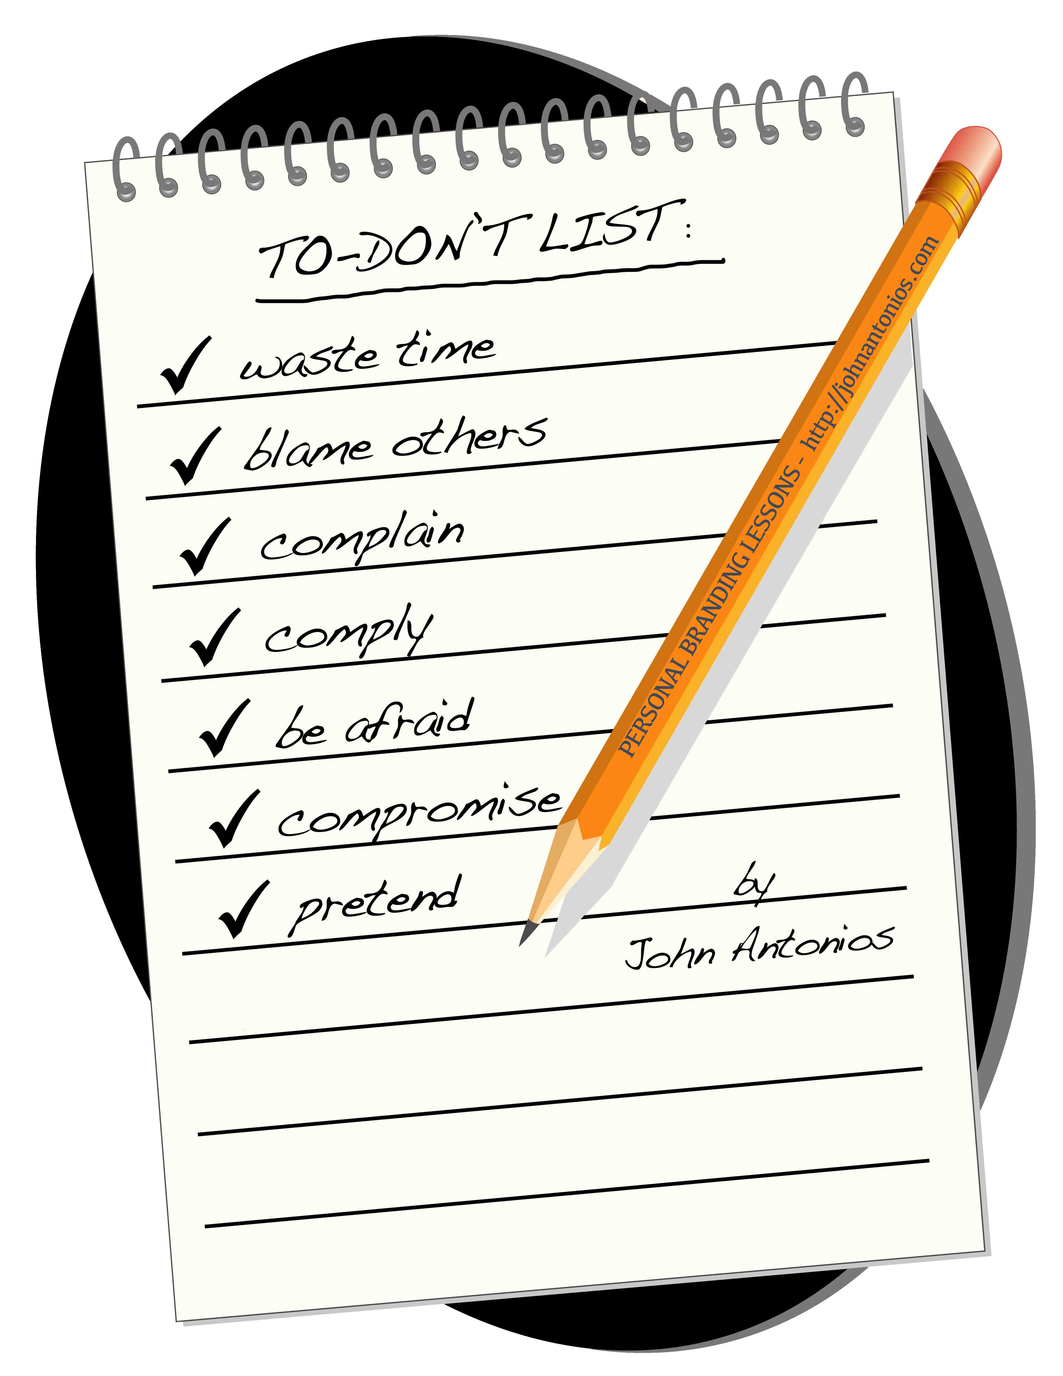 TO-DON'T LIST:
waste time
blame others
complain
comply
be afraid
compromise
pretend
by
John Antonios
PERSONAL BRANDING LESSONS - http://johnantonios.com